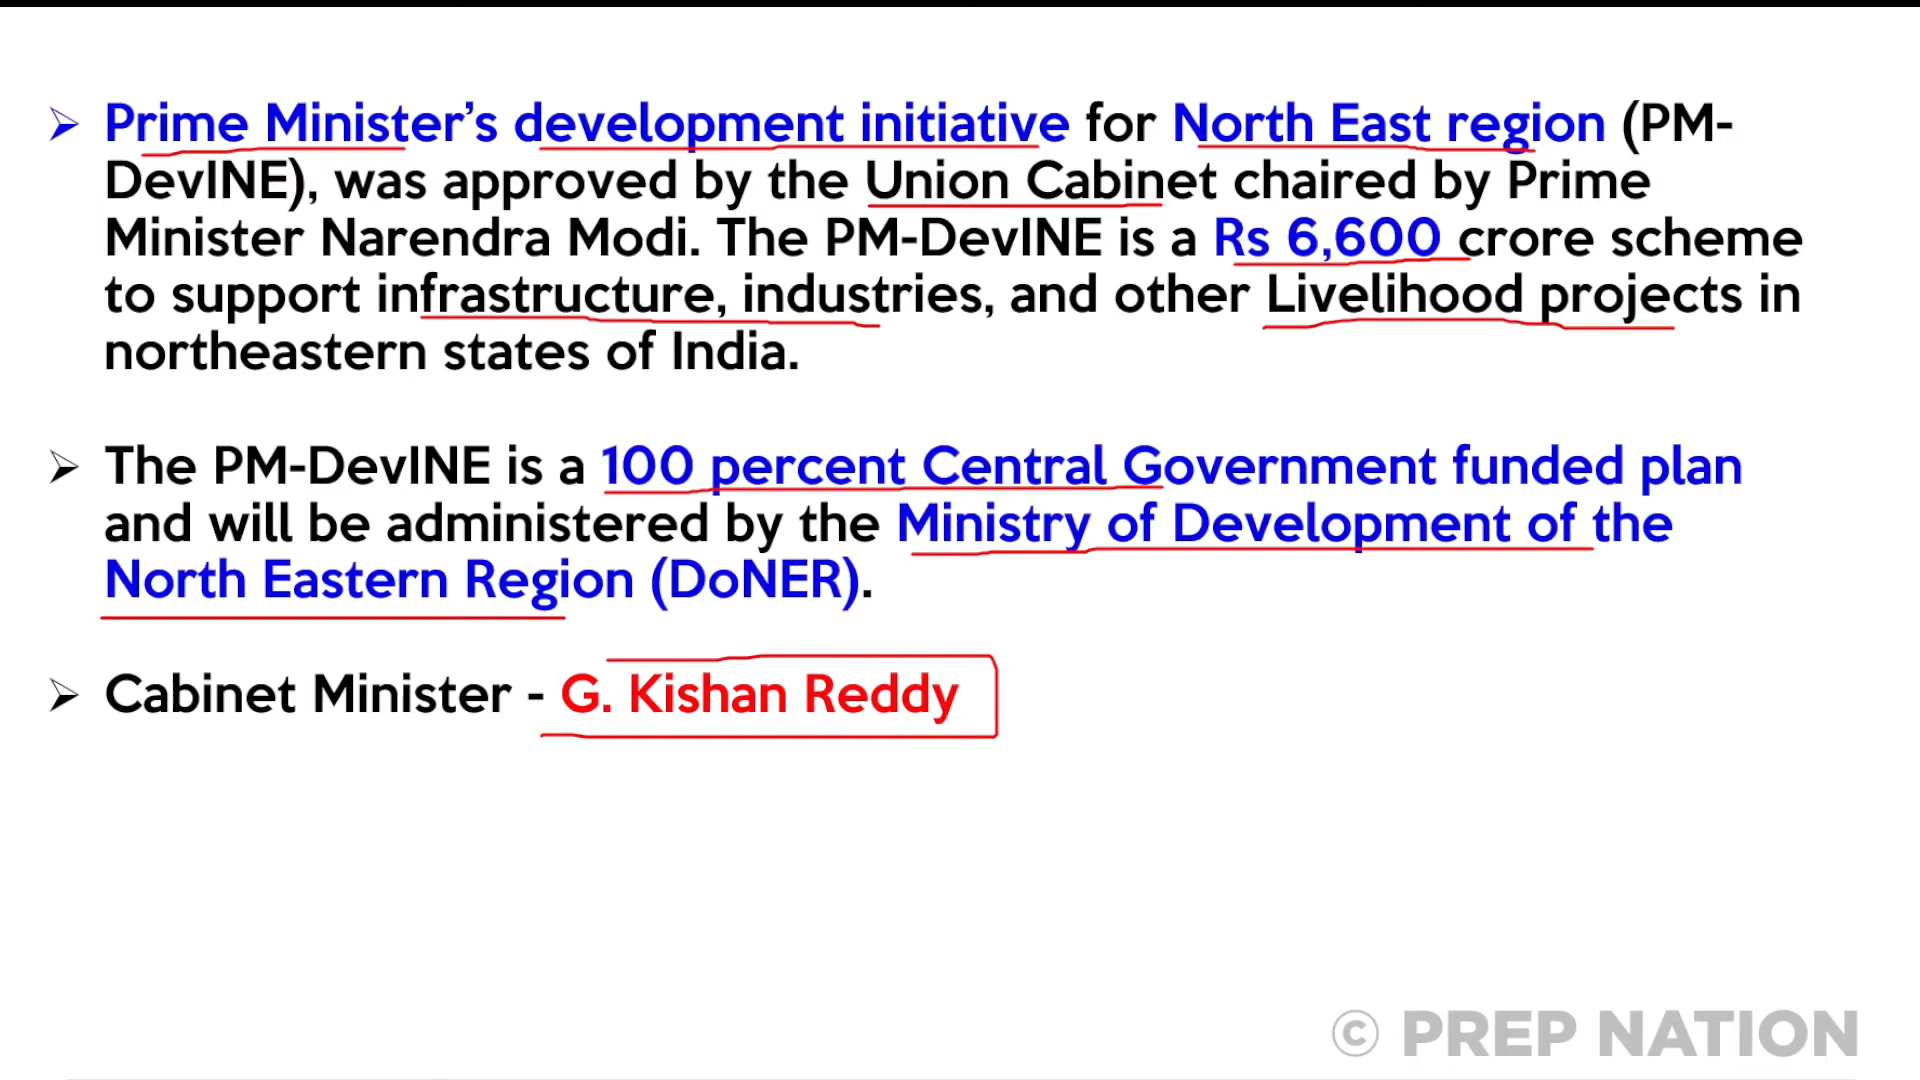 ➢ Prime Minister’s development initiative for North East region (PM-
DevINE), was approved by the Union Cabinet chaired by Prime
Minister Narendra Modi. The PM-DevINE is a Rs 6,600 crore scheme
to support infrastructure, industries, and other Livelihood projects in
northeastern states of India.
➢ The PM-DevINE is a 100 percent Central Government funded plan
and will be administered by the Ministry of Development of the
North Eastern Region (DoNER).
➢ Cabinet Minister - G. Kishan Reddy
© PREP NATION